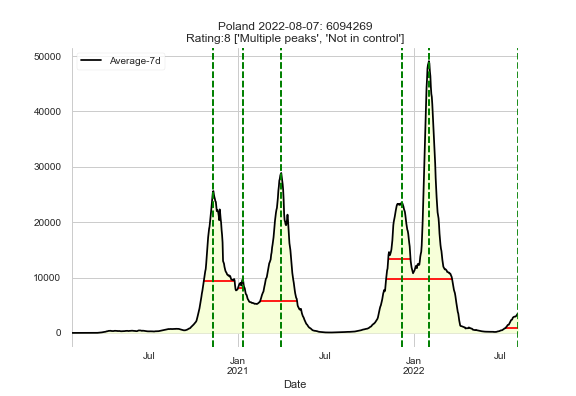 Poland 2022-08-07: 6094269
Rating:8 ['Multiple peaks', 'Not in control']
Average-7d
50000
40000
30000
20000
10000
0
Jul
Jan
2021
Jul
Jan
2022
Jul
Date